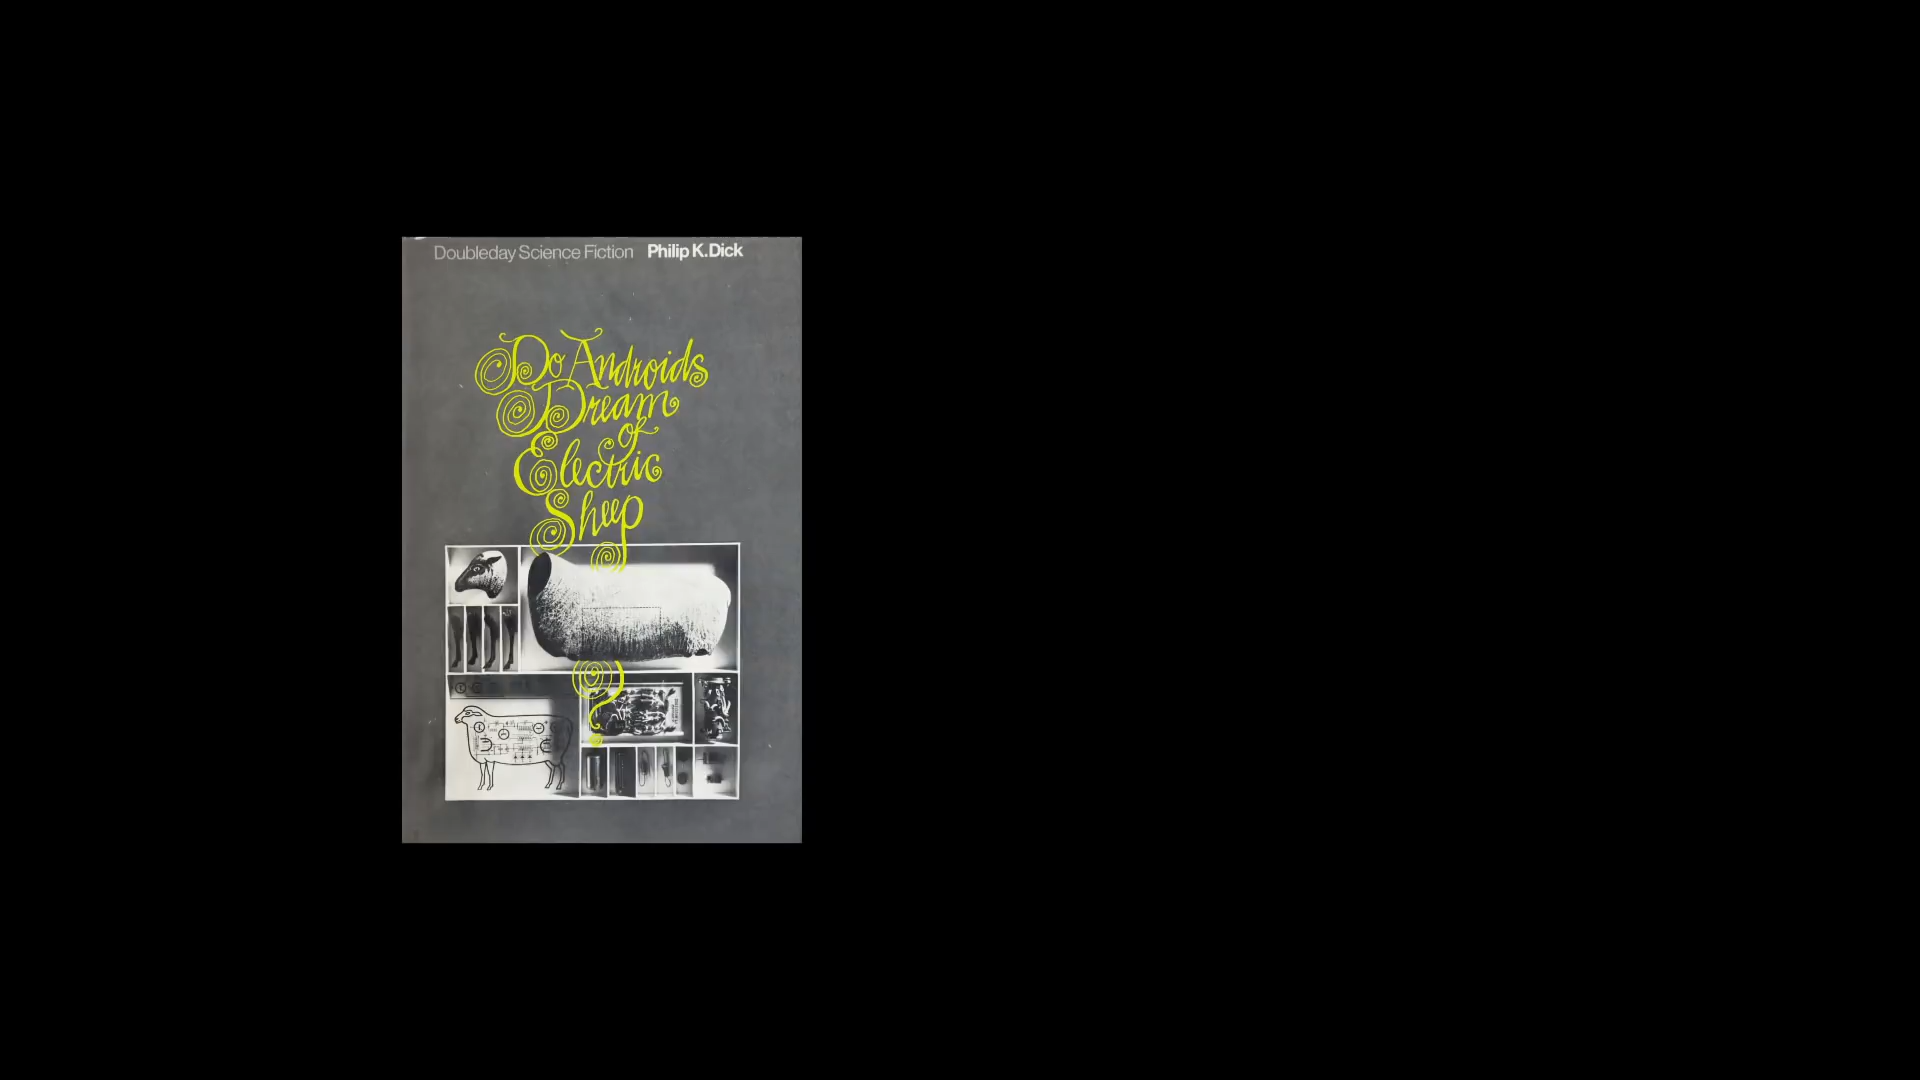 Doubleday Science Fiction Philip K. Dick
Do Androids
Dream
of
Electric
Sheep
?